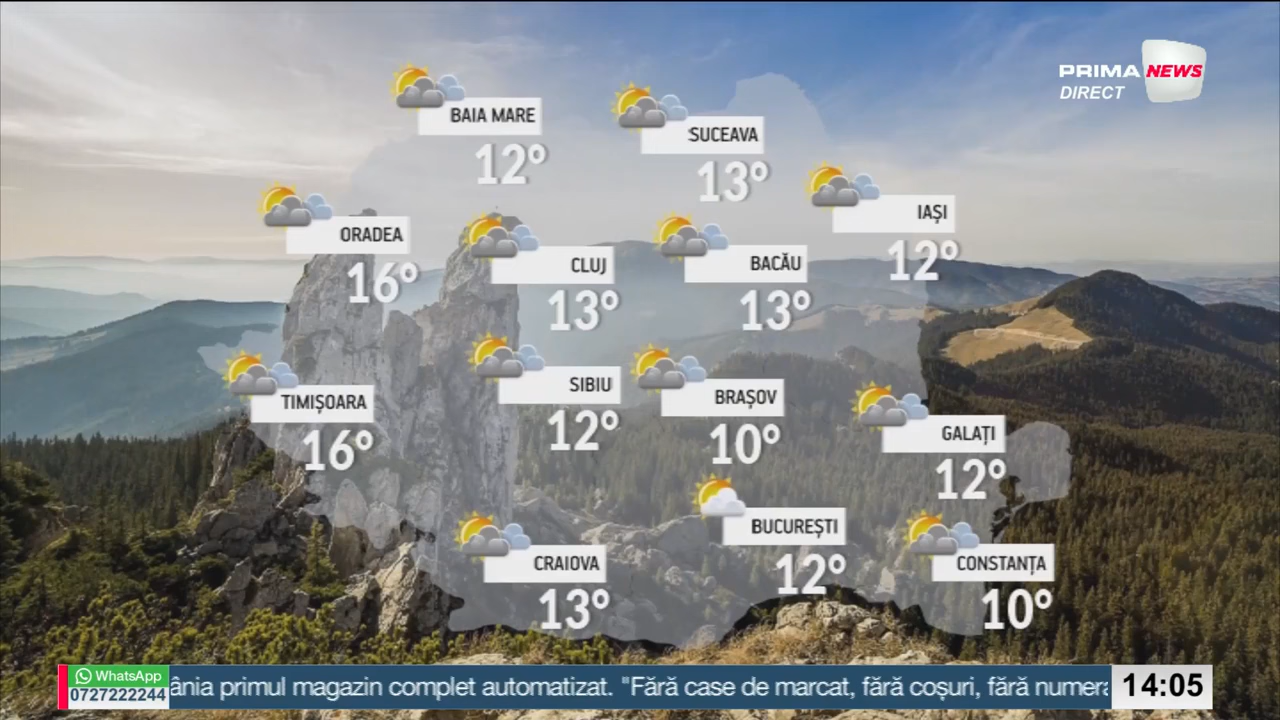 PRIMA NEWS
DIRECT
BAIA MARE
12°
SUCEAVA
13°
IAȘI
12°
ORADEA
16°
CLUJ
13°
BACĂU
13°
TIMIȘOARA
16°
SIBIU
12°
BRAȘOV
10°
GALAȚI
12°
CRAIOVA
13°
BUCUREȘTI
12°
CONSTANȚA
10°
WhatsApp
0727222244
ânia primul magazin complet automatizat. "Fără case de marcat, fără coșuri, fără numera
14:05